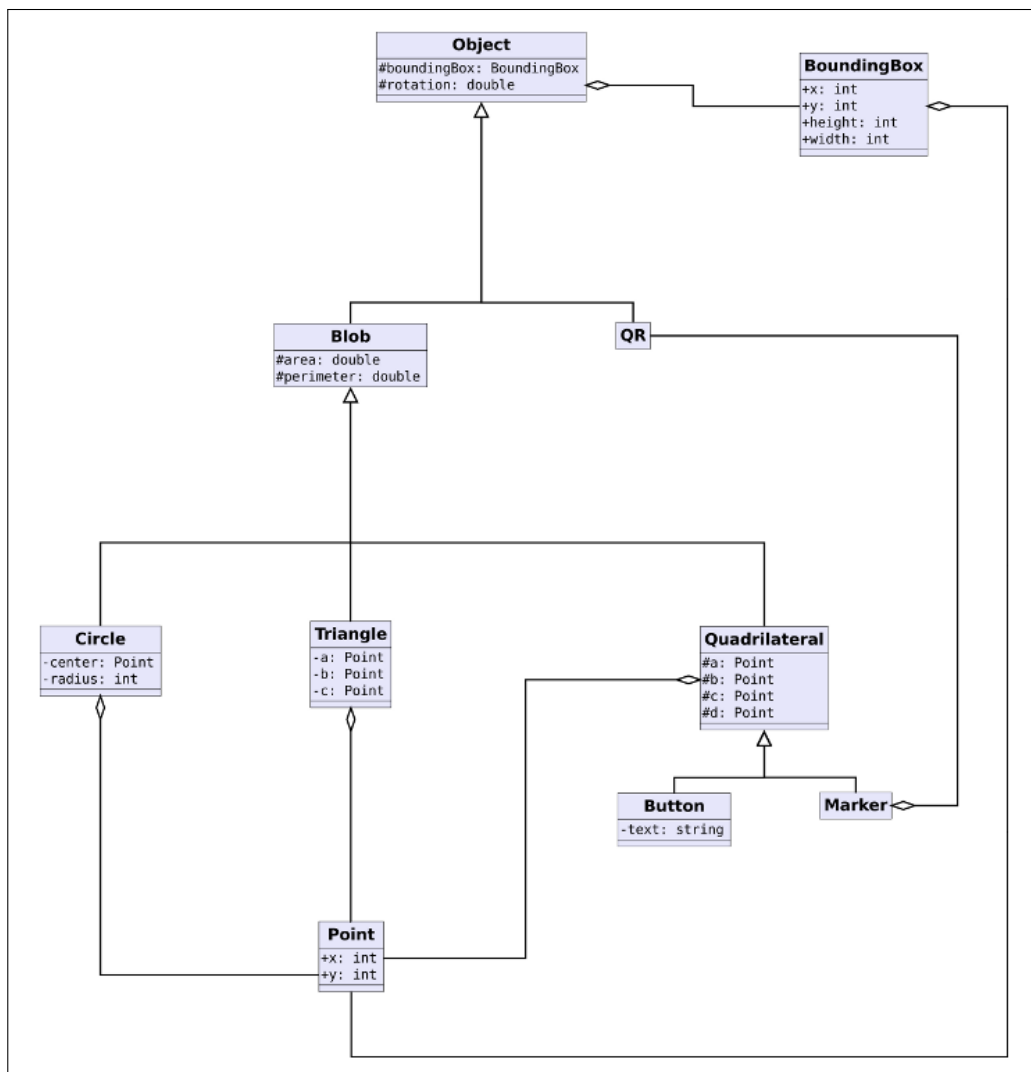 Object
#boundingBox: BoundingBox
#rotation: double
BoundingBox
+x: int
+y: int
+height: int
+width: int
Blob
#area: double
#perimeter: double
QR
Circle
-center: Point
-radius: int
Triangle
-a: Point
-b: Point
-c: Point
Quadrilateral
#a: Point
#b: Point
#c: Point
#d: Point
Button
-text: string
Marker
Point
+x: int
+y: int